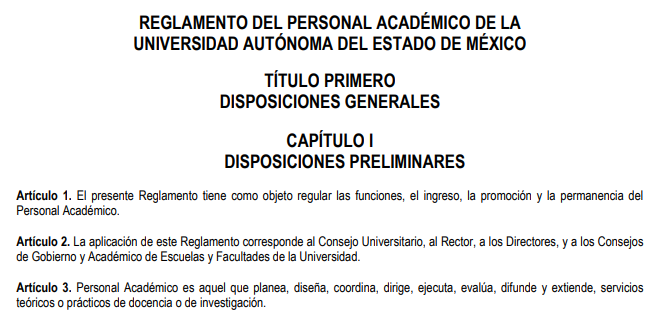 REGLAMENTO DEL PERSONAL ACADÉMICO DE LA
UNIVERSIDAD AUTÓNOMA DEL ESTADO DE MÉXICO
TÍTULO PRIMERO
DISPOSICIONES GENERALES
CAPÍTULO I
DISPOSICIONES PRELIMINARES
Artículo 1. El presente Reglamento tiene como objeto regular las funciones, el ingreso, la promoción y la permanencia del
Personal Académico.
Artículo 2. La aplicación de este Reglamento corresponde al Consejo Universitario, al Rector, a los Directores, y a los Consejos
de Gobierno y Académico de Escuelas y Facultades de la Universidad.
Artículo 3. Personal Académico es aquel que planea, diseña, coordina, dirige, ejecuta, evalúa, difunde y extiende, servicios
teóricos o prácticos de docencia o de investigación.